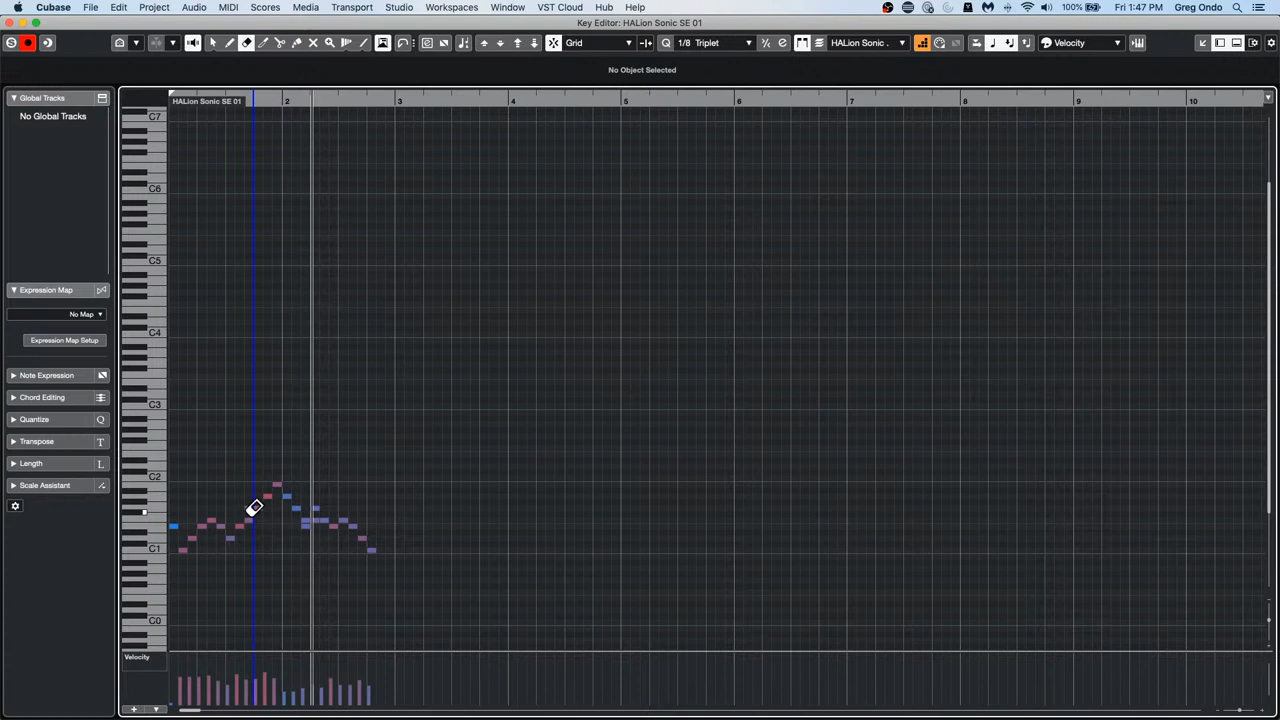 Cubase File Edit Project Audio MIDI Scores Media Transport Studio Workspaces Window VST Cloud Hub Help 100% Fri 1:47 PM Greg Ondo
Key Editor: HALion Sonic SE 01
Grid 1/8 Triplet HALion Sonic . Velocity
No Object Selected
Global Tracks
No Global Tracks
Expression Map
No Map
Expression Map Setup
Note Expression
Chord Editing
Quantize Q
Transpose T
Length L
Scale Assistant
HALion Sonic SE 01 2 3 4 5 6 7 8 9 10
C7
C6
C5
C4
C3
C2
C1
C0
Velocity